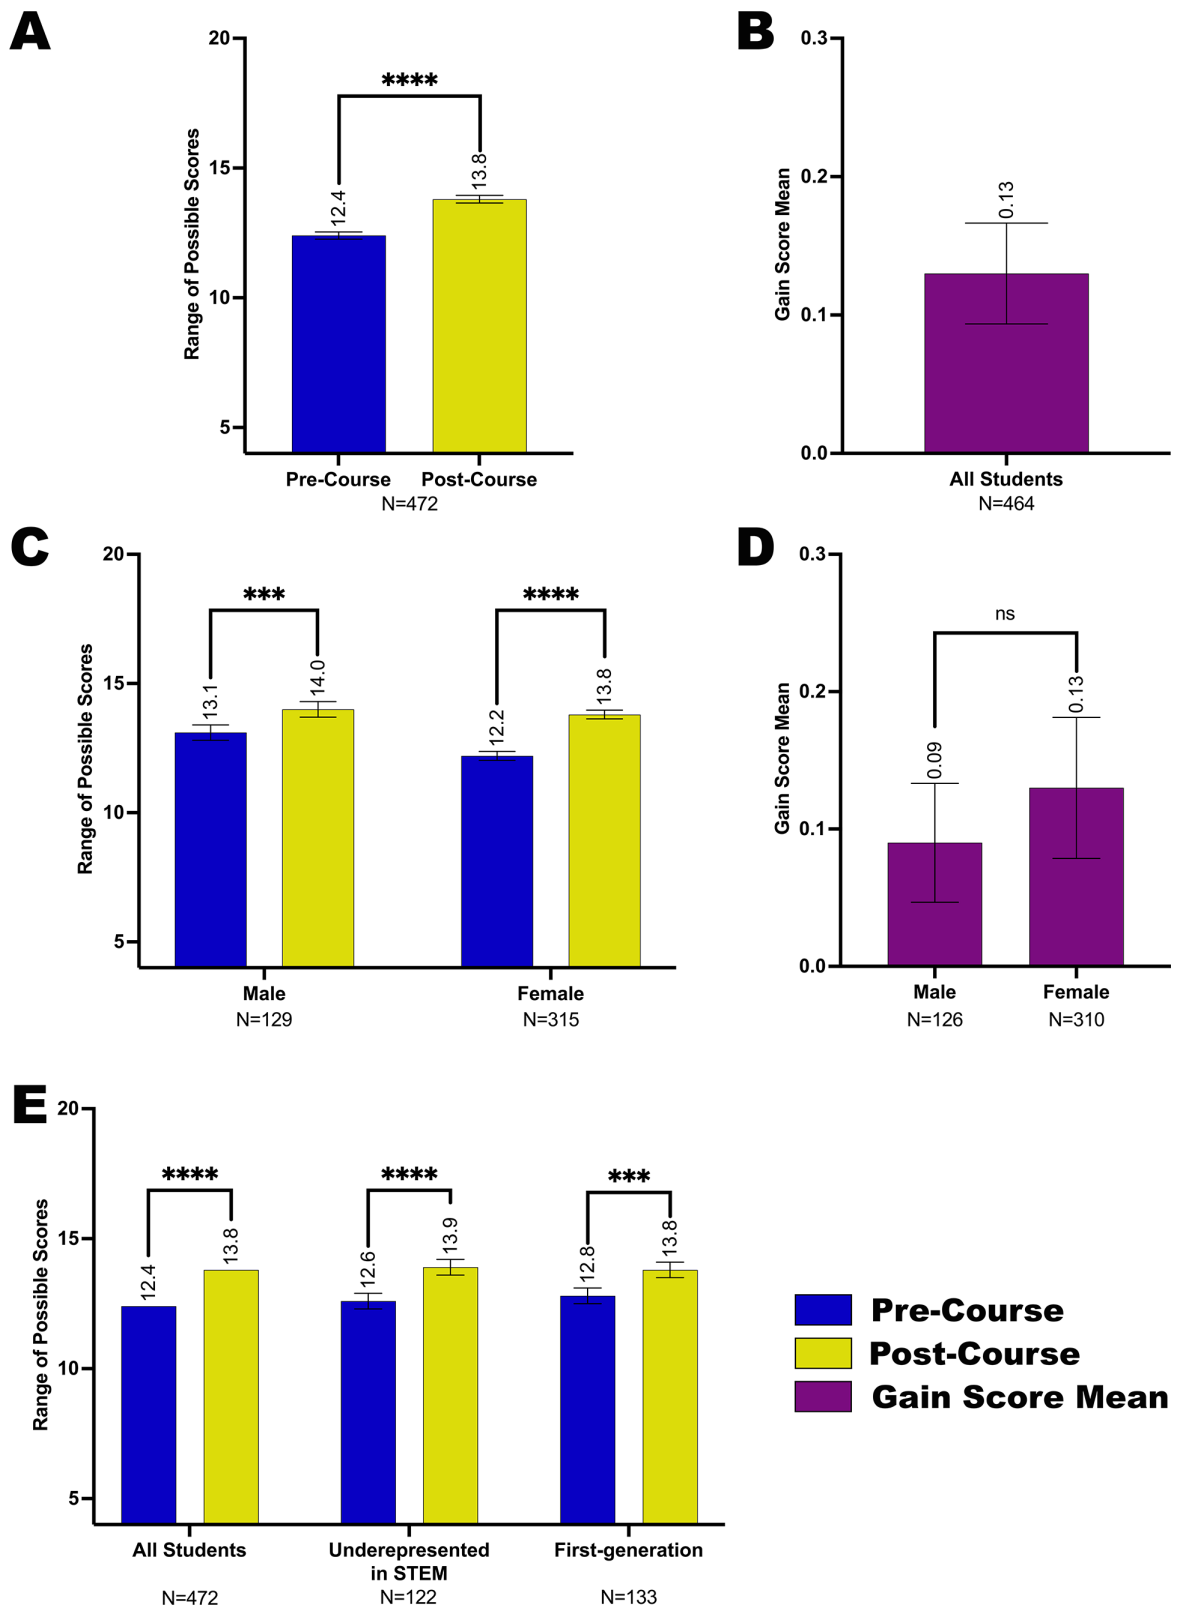 A
20
15
10
5
Range of Possible Scores
****
12.4
13.8
Pre-Course
Post-Course
N=472
B
0.3
0.2
0.1
0.0
Gain Score Mean
0.13
All Students
N=464
C
20
15
10
5
Range of Possible Scores
***
13.1
14.0
****
12.2
13.8
Male
N=129
Female
N=315
D
0.3
0.2
0.1
0.0
Gain Score Mean
ns
0.09
0.13
Male
N=126
Female
N=310
E
20
15
10
5
Range of Possible Scores
****
12.4
13.8
****
12.6
13.9
***
12.8
13.8
All Students
N=472
Underepresented
in STEM
N=122
First-generation
N=133
Pre-Course
Post-Course
Gain Score Mean